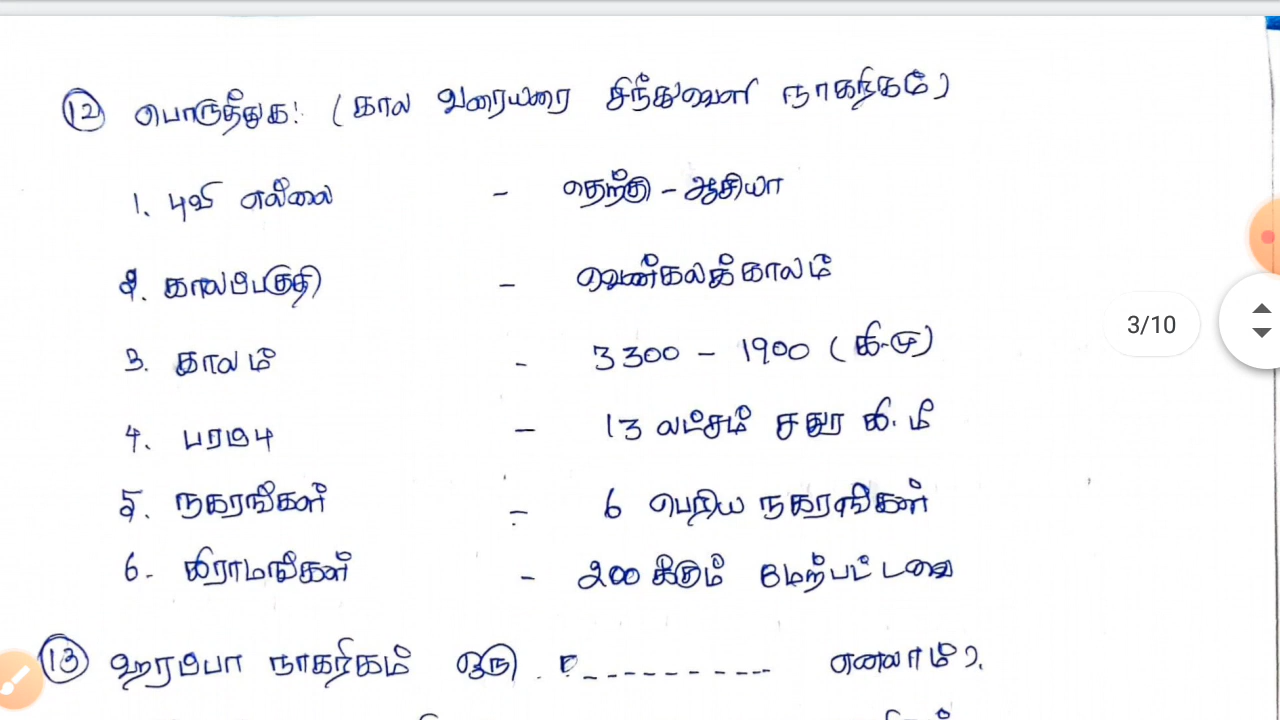 12 பொருத்துக! (கால வரையறை சிந்துவெளி நாகரிகம்)
1. புவி எல்லை - தெற்கு - ஆசியா
2. காலப்பகுதி - வெண்கலக்காலம்
3. காலம் - 3300 - 1900 (கி.மு)
4. பரப்பு - 13 லட்சம் சதுர கி.மீ
5. நகரங்கள் - 6 பெரிய நகரங்கள்
6. கிராமங்கள் - 200 க்கும் மேற்பட்டவை
13 ஹரப்பா நாகரிகம் ஒரு ---------- எனலாம்?.
3/10